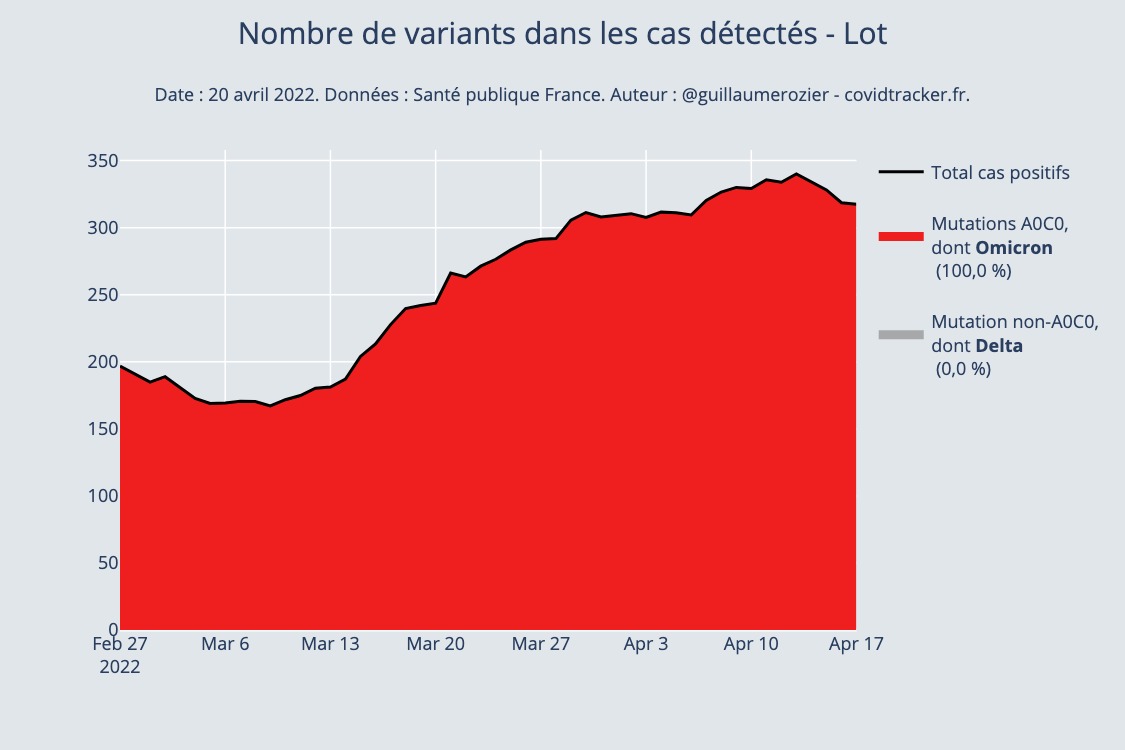 Nombre de variants dans les cas détectés - Lot
Date : 20 avril 2022. Données : Santé publique France. Auteur : @guillaumerozier - covidtracker.fr.
350
300
250
200
150
100
50
0
Feb 27
2022
Mar 6
Mar 13
Mar 20
Mar 27
Apr 3
Apr 10
Apr 17
Total cas positifs
Mutations A0C0,
dont Omicron
(100,0 %)
Mutation non-A0C0,
dont Delta
(0,0 %)